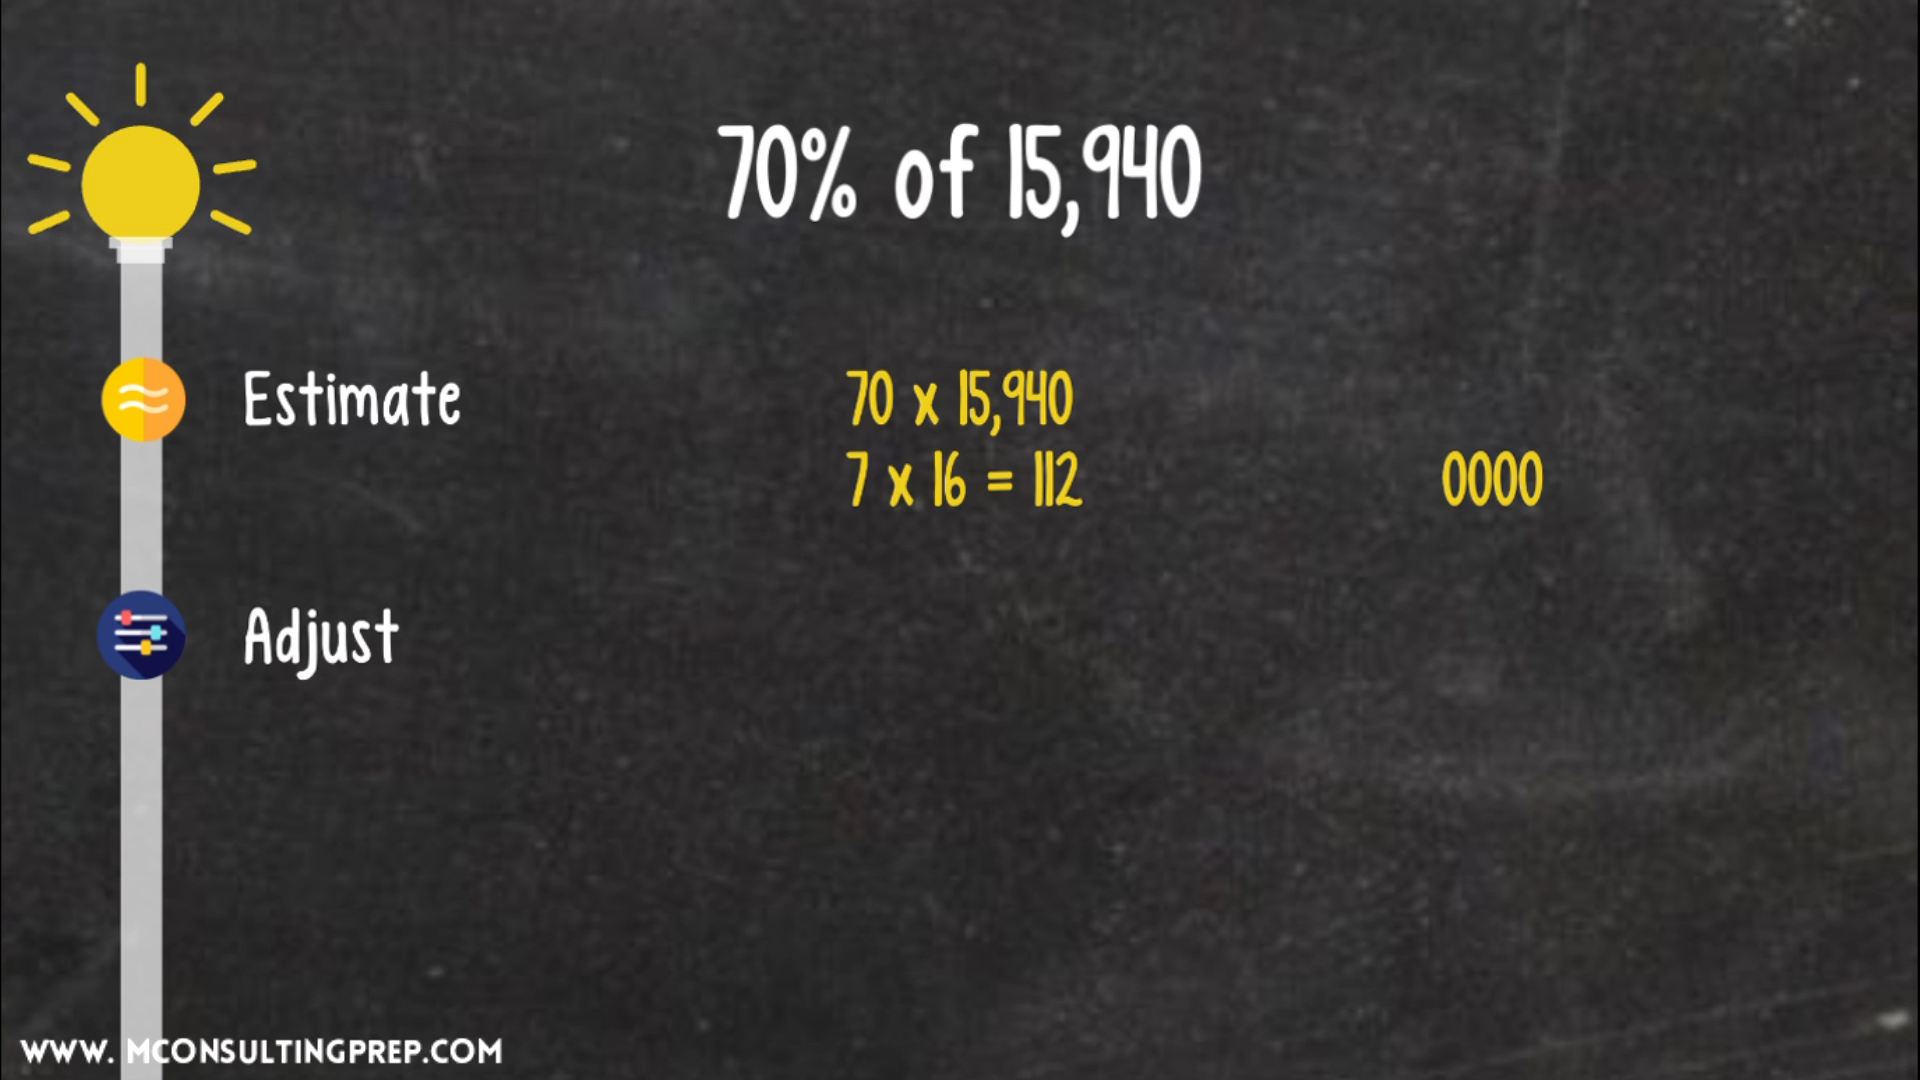 70% of 15,940
Estimate
70 x 15,940
7 x 16 = 112
0000
Adjust
WWW. MCONSULTINGPREP.COM